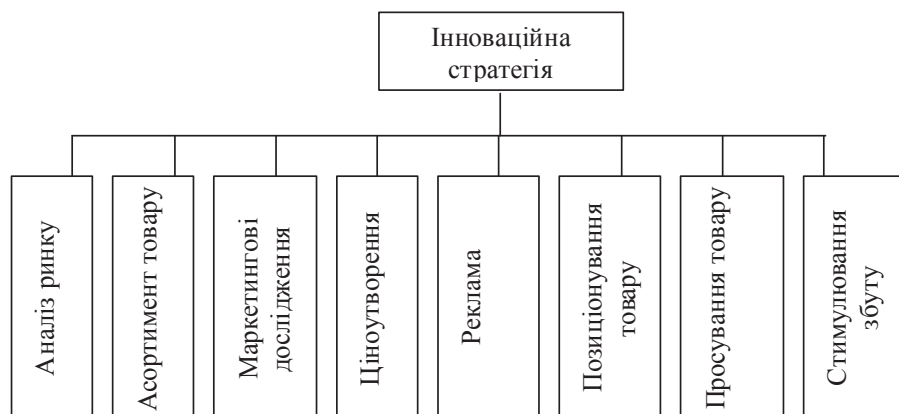 Інноваційна
стратегія
Аналіз ринку
Асортимент товару
Маркетингові
дослідження
Ціноутворення
Реклама
Позиціонування
товару
Просування товару
Стимулювання
збуту